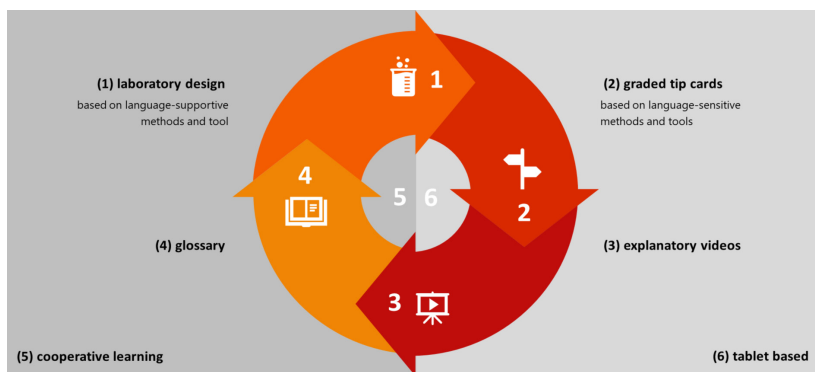 (1) laboratory design
based on language-supportive
methods and tool
1
(2) graded tip cards
based on language-sensitive
methods and tools
4
5 6
2
(4) glossary
(3) explanatory videos
3
(5) cooperative learning
(6) tablet based